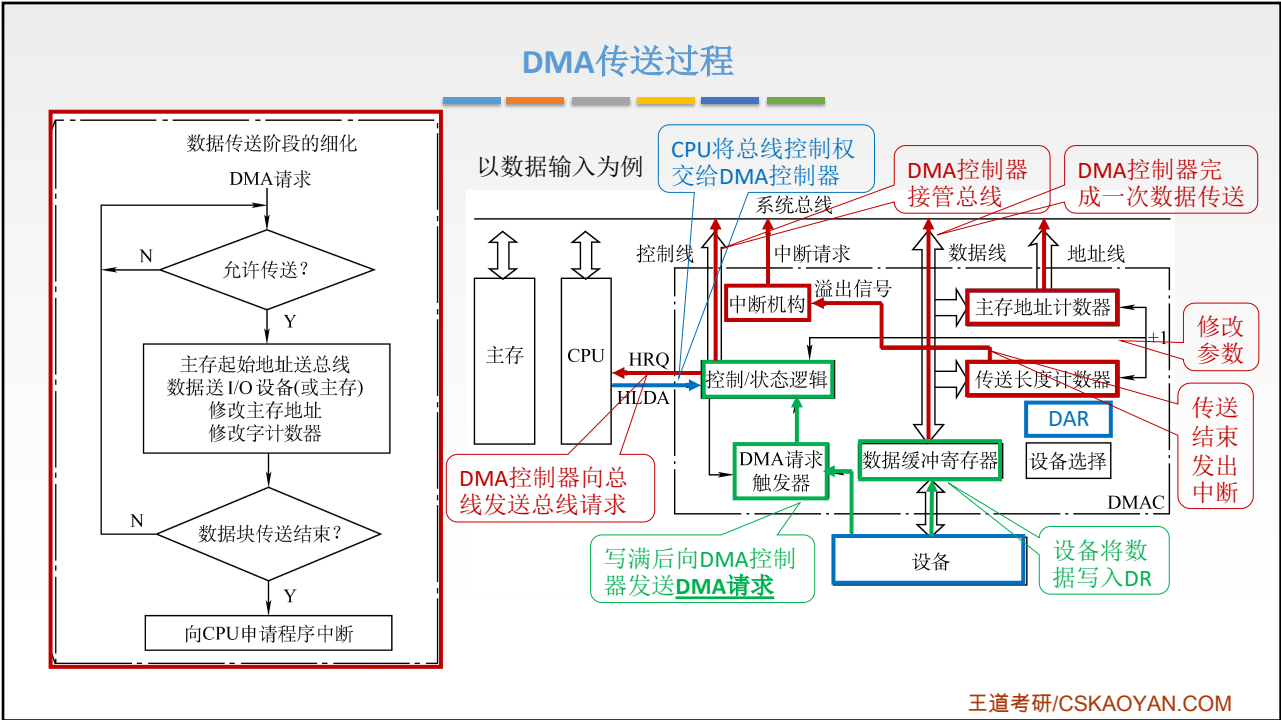 DMA传送过程
数据传送阶段的细化
DMA请求
允许传送?
N
Y
主存起始地址送总线
数据送 I/O 设备(或主存)
修改主存地址
修改字计数器
数据块传送结束?
N
Y
向CPU申请程序中断
以数据输入为例
CPU将总线控制权
交给DMA控制器
DMA控制器
接管总线
DMA控制器完
成一次数据传送
系统总线
控制线
中断请求
数据线
地址线
溢出信号
中断机构
主存地址计数器
+1
修改
参数
主存
CPU
HRQ
HLDA
控制/状态逻辑
传送长度计数器
传送
结束
发出
中断
DAR
DMA请求
触发器
数据缓冲寄存器
设备选择
DMAC
DMA控制器向总
线发送总线请求
写满后向DMA控制
器发送DMA请求
设备
设备将数
据写入DR
王道考研/CSKAOYAN.COM